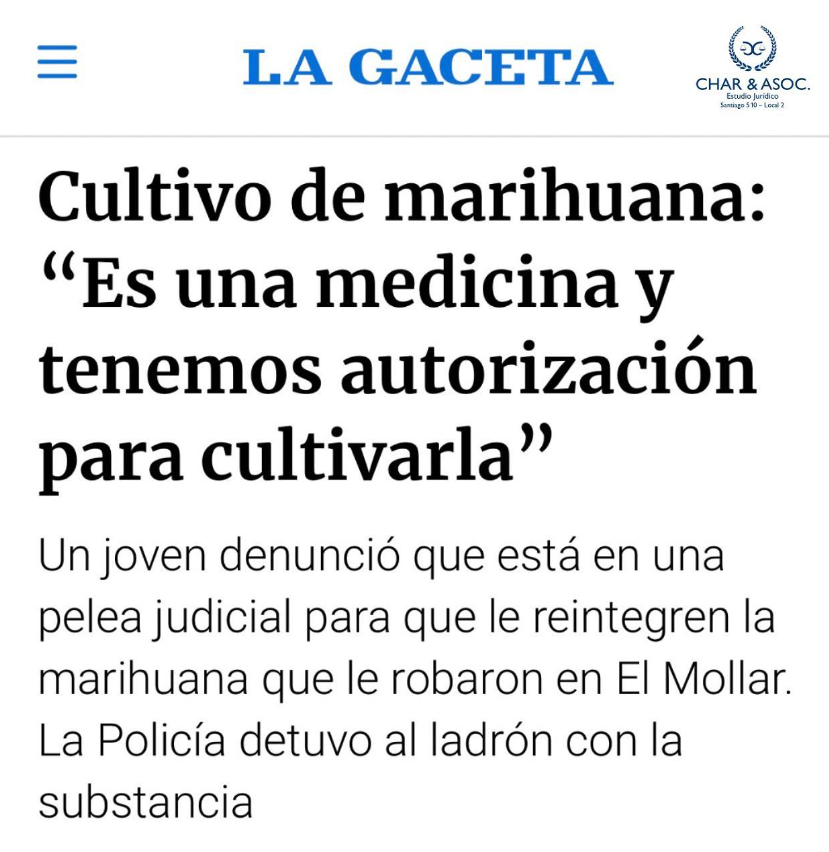 LA GACETA
CHAR & ASOC.
Estudio Jurídico
Santiago 510 - Local 2
Cultivo de marihuana:
“Es una medicina y
tenemos autorización
para cultivarla”
Un joven denunció que está en una
pelea judicial para que le reintegren la
marihuana que le robaron en El Mollar.
La Policía detuvo al ladrón con la
substancia